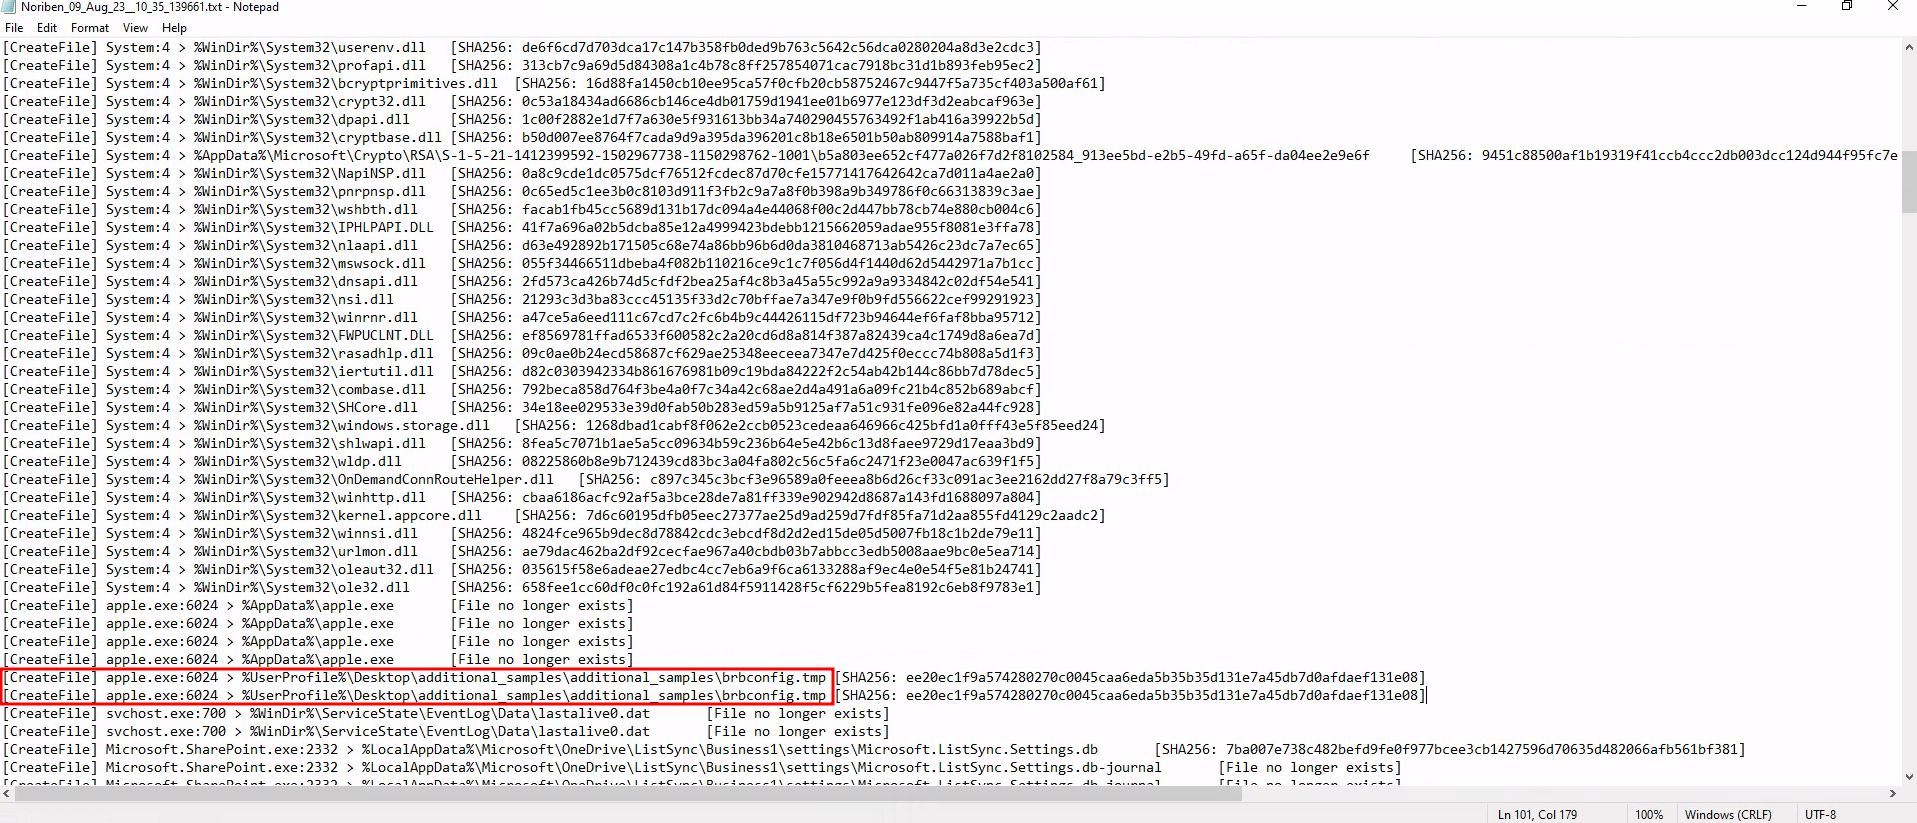 Noriben_09_Aug_23__10_35_139661.txt - Notepad
File Edit Format View Help
[CreateFile] System:4 > %WinDir%\System32\userenv.dll [SHA256: de6f6cd7d703dca17c147b358fb0ded9b763c5642c56dca0280204a8d3e2cdc3]
[CreateFile] System:4 > %WinDir%\System32\profapi.dll [SHA256: 313cb7c9a69d5d84308a1c4b78c8ff257854071cac7918bc31d1b893feb95ec2]
[CreateFile] System:4 > %WinDir%\System32\bcryptprimitives.dll [SHA256: 16d88fa1450cb10ee95ca57f0cfb20cb58752467c9447f5a735cf403a500af61]
[CreateFile] System:4 > %WinDir%\System32\crypt32.dll [SHA256: 0c53a18434ad6686cb146ce4db01759d1941ee01b6977e123df3d2eabcaf963e]
[CreateFile] System:4 > %WinDir%\System32\dpapi.dll [SHA256: 1c00f2882e1d7f7a630e5f931613bb34a740290455763492f1ab416a39922b5d]
[CreateFile] System:4 > %WinDir%\System32\cryptbase.dll [SHA256: b50d007ee8764f7cada9d9a395da396201c8b18e6501b50ab809914a7588baf1]
[CreateFile] System:4 > %AppData%\Microsoft\Crypto\RSA\S-1-5-21-1412399592-1502967738-1150298762-1001\b5a803ee652cf477a026f7d2f8102584_913ee5bd-e2b5-49fd-a65f-da04ee2e9e6f [SHA256: 9451c88500af1b19319f41ccb4ccc2db003dcc124d944f95fc7e
[CreateFile] System:4 > %WinDir%\System32\NapiNSP.dll [SHA256: 0a8c9cde1dc0575dcf76512fcdec87d70cfe15771417642642ca7d011a4ae2a0]
[CreateFile] System:4 > %WinDir%\System32\pnrpnsp.dll [SHA256: 0c65ed5c1ee3b0c8103d911f3fb2c9a7a8f0b398a9b349786f0c66313839c3ae]
[CreateFile] System:4 > %WinDir%\System32\wshbth.dll [SHA256: facab1fb45cc5689d131b17dc094a4e44068f00c2d447bb78cb74e880cb004c6]
[CreateFile] System:4 > %WinDir%\System32\IPHLPAPI.DLL [SHA256: 41f7a696a02b5dcba85e12a4999423bdebb1215662059adae955f8081e3ffa78]
[CreateFile] System:4 > %WinDir%\System32\nlaapi.dll [SHA256: d63e492892b171505c68e74a86bb96b6d0da3810468713ab5426c23dc7a7ec65]
[CreateFile] System:4 > %WinDir%\System32\mswsock.dll [SHA256: 055f34466511dbeba4f082b110216ce9c1c7f056d4f1440d62d5442971a7b1cc]
[CreateFile] System:4 > %WinDir%\System32\dnsapi.dll [SHA256: 2fd573ca426b74d5cfdf2bea25af4c8b3a45a55c992a9a9334842c02df54e541]
[CreateFile] System:4 > %WinDir%\System32\nsi.dll [SHA256: 21293c3d3ba83ccc45135f33d2c70bffae7a347e9f0b9fd556622cef99291923]
[CreateFile] System:4 > %WinDir%\System32\winrnr.dll [SHA256: a47ce5a6eed111c67cd7c2fc6b4b9c44426115df723b94644ef6faf8bba95712]
[CreateFile] System:4 > %WinDir%\System32\FWPUCLNT.DLL [SHA256: ef8569781ffad6533f600582c2a20cd6d8a814f387a82439ca4c1749d8a6ea7d]
[CreateFile] System:4 > %WinDir%\System32\rasadhlp.dll [SHA256: 09c0ae0b24ecd58687cf629ae25348eeceea7347e7d425f0eccc74b808a5d1f3]
[CreateFile] System:4 > %WinDir%\System32\iertutil.dll [SHA256: d82c0303942334b861676981b09c19bda84222f2c54ab42b144c86bb7d78dec5]
[CreateFile] System:4 > %WinDir%\System32\combase.dll [SHA256: 792beca858d764f3be4a0f7c34a42c68ae2d4a491a6a09fc21b4c852b689abcf]
[CreateFile] System:4 > %WinDir%\System32\SHCore.dll [SHA256: 34e18ee029533e39d0fab50b283ed59a5b9125af7a51c931fe096e82a44fc928]
[CreateFile] System:4 > %WinDir%\System32\windows.storage.dll [SHA256: 1268dbad1cabf8f062e2ccb0523cedeaa646966c425bfd1a0fff43e5f85eed24]
[CreateFile] System:4 > %WinDir%\System32\shlwapi.dll [SHA256: 8fea5c7071b1ae5a5cc09634b59c236b64e5e42b6c13d8faee9729d17eaa3bd9]
[CreateFile] System:4 > %WinDir%\System32\wldp.dll [SHA256: 08225860b8e9b712439cd83bc3a04fa802c56c5fa6c2471f23e0047ac639f1f5]
[CreateFile] System:4 > %WinDir%\System32\OnDemandConnRouteHelper.dll [SHA256: c897c345c3bcf3e96589a0feeea8b6d26cf33c091ac3ee2162dd27f8a79c3ff5]
[CreateFile] System:4 > %WinDir%\System32\winhttp.dll [SHA256: cbaa6186acfc92af5a3bce28de7a81ff339e902942d8687a143fd1688097a804]
[CreateFile] System:4 > %WinDir%\System32\kernel.appcore.dll [SHA256: 7d6c60195dfb05eec27377ae25d9ad259d7fdf85fa71d2aa855fd4129c2aadc2]
[CreateFile] System:4 > %WinDir%\System32\winnsi.dll [SHA256: 4824fce965b9dec8d78842cdc3ebcdf8d2d2ed15de05d5007fb18c1b2de79e11]
[CreateFile] System:4 > %WinDir%\System32\urlmon.dll [SHA256: ae79dac462ba2df92cecfae967a40cbdb03b7abbcc3edb5008aae9bc0e5ea714]
[CreateFile] System:4 > %WinDir%\System32\oleaut32.dll [SHA256: 035615f58e6adeae27edbc4cc7eb6a9f6ca6133288af9ec4e0e54f5e81b24741]
[CreateFile] System:4 > %WinDir%\System32\ole32.dll [SHA256: 658fee1cc60df0c0fc192a61d84f5911428f5cf6229b5fea8192c6eb8f9783e1]
[CreateFile] apple.exe:6024 > %AppData%\apple.exe [File no longer exists]
[CreateFile] apple.exe:6024 > %AppData%\apple.exe [File no longer exists]
[CreateFile] apple.exe:6024 > %AppData%\apple.exe [File no longer exists]
[CreateFile] apple.exe:6024 > %AppData%\apple.exe [File no longer exists]
[CreateFile] apple.exe:6024 > %UserProfile%\Desktop\additional_samples\additional_samples\brbconfig.tmp [SHA256: ee20ec1f9a574280270c0045caa6eda5b35b35d131e7a45db7d0afdaef131e08]
[CreateFile] apple.exe:6024 > %UserProfile%\Desktop\additional_samples\additional_samples\brbconfig.tmp [SHA256: ee20ec1f9a574280270c0045caa6eda5b35b35d131e7a45db7d0afdaef131e08]
[CreateFile] svchost.exe:700 > %WinDir%\ServiceState\EventLog\Data\lastalive0.dat [File no longer exists]
[CreateFile] svchost.exe:700 > %WinDir%\ServiceState\EventLog\Data\lastalive0.dat [File no longer exists]
[CreateFile] Microsoft.SharePoint.exe:2332 > %LocalAppData%\Microsoft\OneDrive\ListSync\Business1\settings\Microsoft.ListSync.Settings.db [SHA256: 7ba007e738c482befd9fe0f977bcee3cb1427596d70635d482066afb561bf381]
[CreateFile] Microsoft.SharePoint.exe:2332 > %LocalAppData%\Microsoft\OneDrive\ListSync\Business1\settings\Microsoft.ListSync.Settings.db-journal [File no longer exists]
[CreateFile] Microsoft.SharePoint.exe:2332 > %LocalAppData%\Microsoft\OneDrive\ListSync\Business1\settings\Microsoft.ListSync.Settings.db-journal [File no longer exists]
Ln 101, Col 179 100% Windows (CRLF) UTF-8